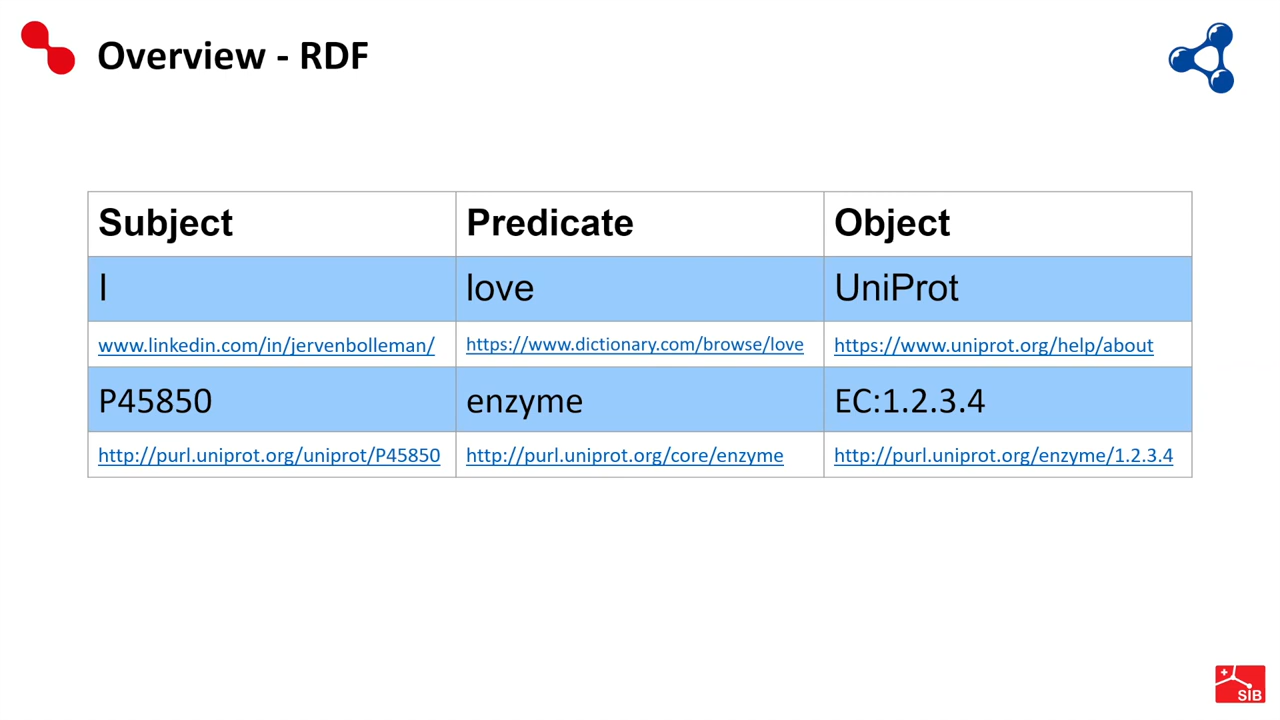 Overview - RDF
Subject Predicate Object
I love UniProt
www.linkedin.com/in/jervenbolleman/ https://www.dictionary.com/browse/love https://www.uniprot.org/help/about
P45850 enzyme EC:1.2.3.4
http://purl.uniprot.org/uniprot/P45850 http://purl.uniprot.org/core/enzyme http://purl.uniprot.org/enzyme/1.2.3.4
SIB